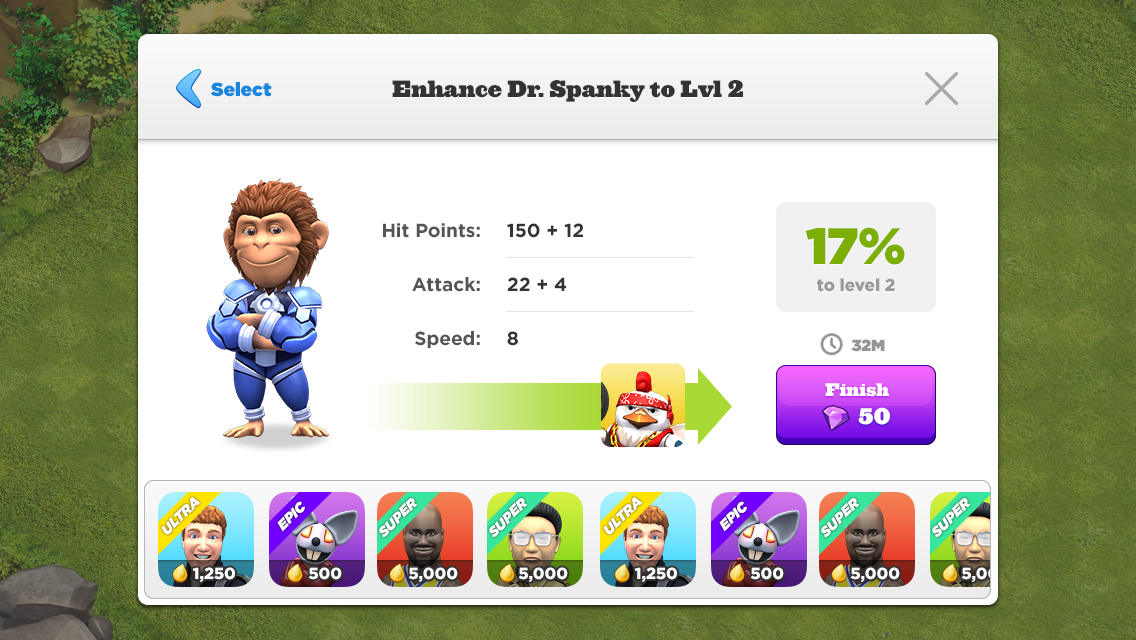 Select
Enhance Dr. Spanky to Lvl 2
Hit Points: 150 + 12
Attack: 22 + 4
Speed: 8
17%
to level 2
32M
Finish
50
ULTRA
EPIC
SUPER
SUPER
ULTRA
EPIC
SUPER
SUPER
1,250
500
5,000
5,000
1,250
500
5,000
5,0